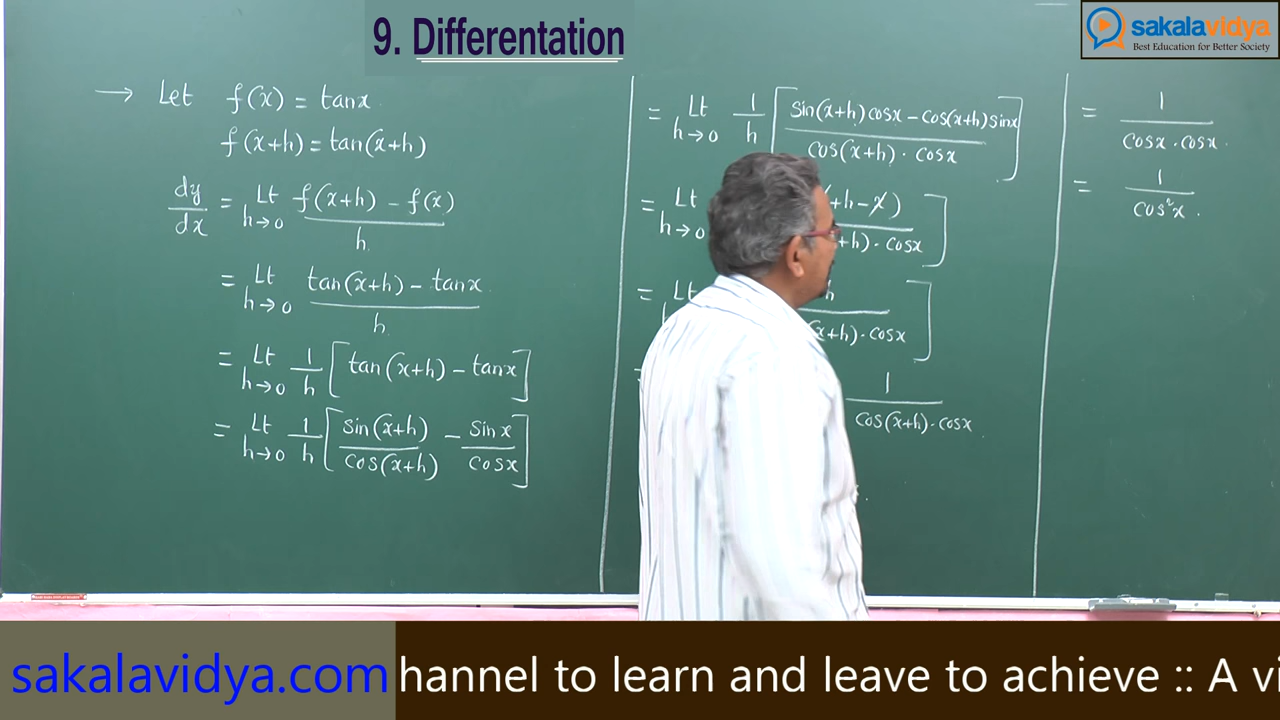 9. Differentation
sakalavidya
Best Education for Better Society
→ Let f(x) = tanx
f(x+h) = tan(x+h)
dy/dx = Lt h→0 f(x+h) - f(x) / h.
= Lt h→0 tan(x+h) - tanx / h.
= Lt h→0 1/h [tan(x+h) - tanx]
= Lt h→0 1/h [sin(x+h)/cos(x+h) - sinx/cosx]
= Lt h→0 1/h [sin(x+h)cosx - cos(x+h)sinx / cos(x+h) · cosx]
= Lt h→0 +h-x) / +h) · cosx]
= Lt h / (x+h) · cosx]
= 1 / cos(x+h) · cosx
= 1 / cosx · cosx.
= 1 / cos²x.
sakalavidya.com
hannel to learn and leave to achieve :: A vi